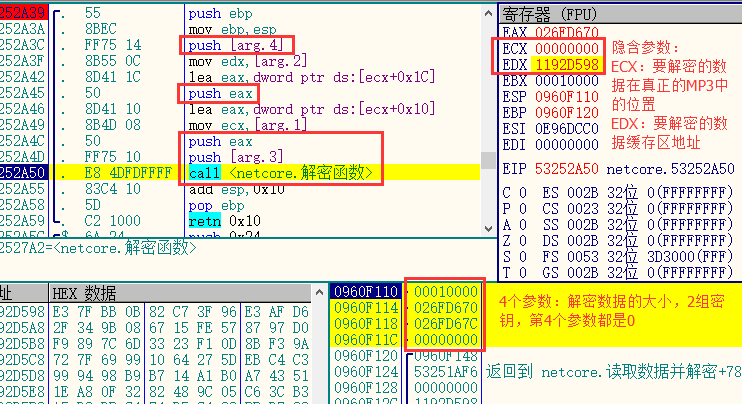 252A39 . 55 push ebp
252A3A . 8BEC mov ebp,esp
252A3C . FF75 14 push [arg.4]
252A3F . 8B55 0C mov edx,[arg.2]
252A42 . 8D41 1C lea eax,dword ptr ds:[ecx+0x1C]
252A45 . 50 push eax
252A46 . 8D41 10 lea eax,dword ptr ds:[ecx+0x10]
252A49 . 8B4D 08 mov ecx,[arg.1]
252A4C . 50 push eax
252A4D . FF75 10 push [arg.3]
252A50 . E8 4DFDFFFF call <netcore.解密函数>
252A55 . 83C4 10 add esp,0x10
252A58 . 5D pop ebp
252A59 . C2 1000 retn 0x10
252A5C $ 6A 24 push 0x24
2527A2=<netcore.解密函数>
寄存器 (FPU)
EAX 026FD670
ECX 00000000
EDX 1192D598
EBX 00010000
ESP 0960F110
EBP 0960F120
ESI 0E96DCC0
EDI 00000000
EIP 53252A50 netcore.53252A50
C 0 ES 002B 32位 0(FFFFFFFF)
P 0 CS 0023 32位 0(FFFFFFFF)
A 0 SS 002B 32位 0(FFFFFFFF)
Z 0 DS 002B 32位 0(FFFFFFFF)
S 0 FS 0053 32位 3D3000(FFF)
T 0 GS 002B 32位 0(FFFFFFFF)
隐含参数：
ECX：要解密的数
据在真正的MP3中
的位置
EDX：要解密的数
据缓存区地址
址 HEX 数据
92D598 E3 7F BB 0B 82 C7 3F 96 E3 AF D6
92D5A8 2F 34 9B 08 67 15 FE 57 87 97 D0
92D5B8 F9 89 7C 6D 33 23 F1 0D 8B F3 9A
92D5C8 72 7F 69 99 10 64 27 5D EB C4 C3
92D5D8 99 94 98 B9 B7 14 A1 B0 A7 43 51
92D5E8 1E A8 0F 32 82 48 9C 05 C6 3C B3
0960F110 00010000
0960F114 026FD670
0960F118 026FD67C
0960F11C 00000000
0960F120 0960F148
0960F124 53251AF6 返回到 netcore.读取数据并解密+78
0960F128 00000000
0960F12C 1192D598
4个参数：解密数据的大小，2组密
钥，第4个参数都是0